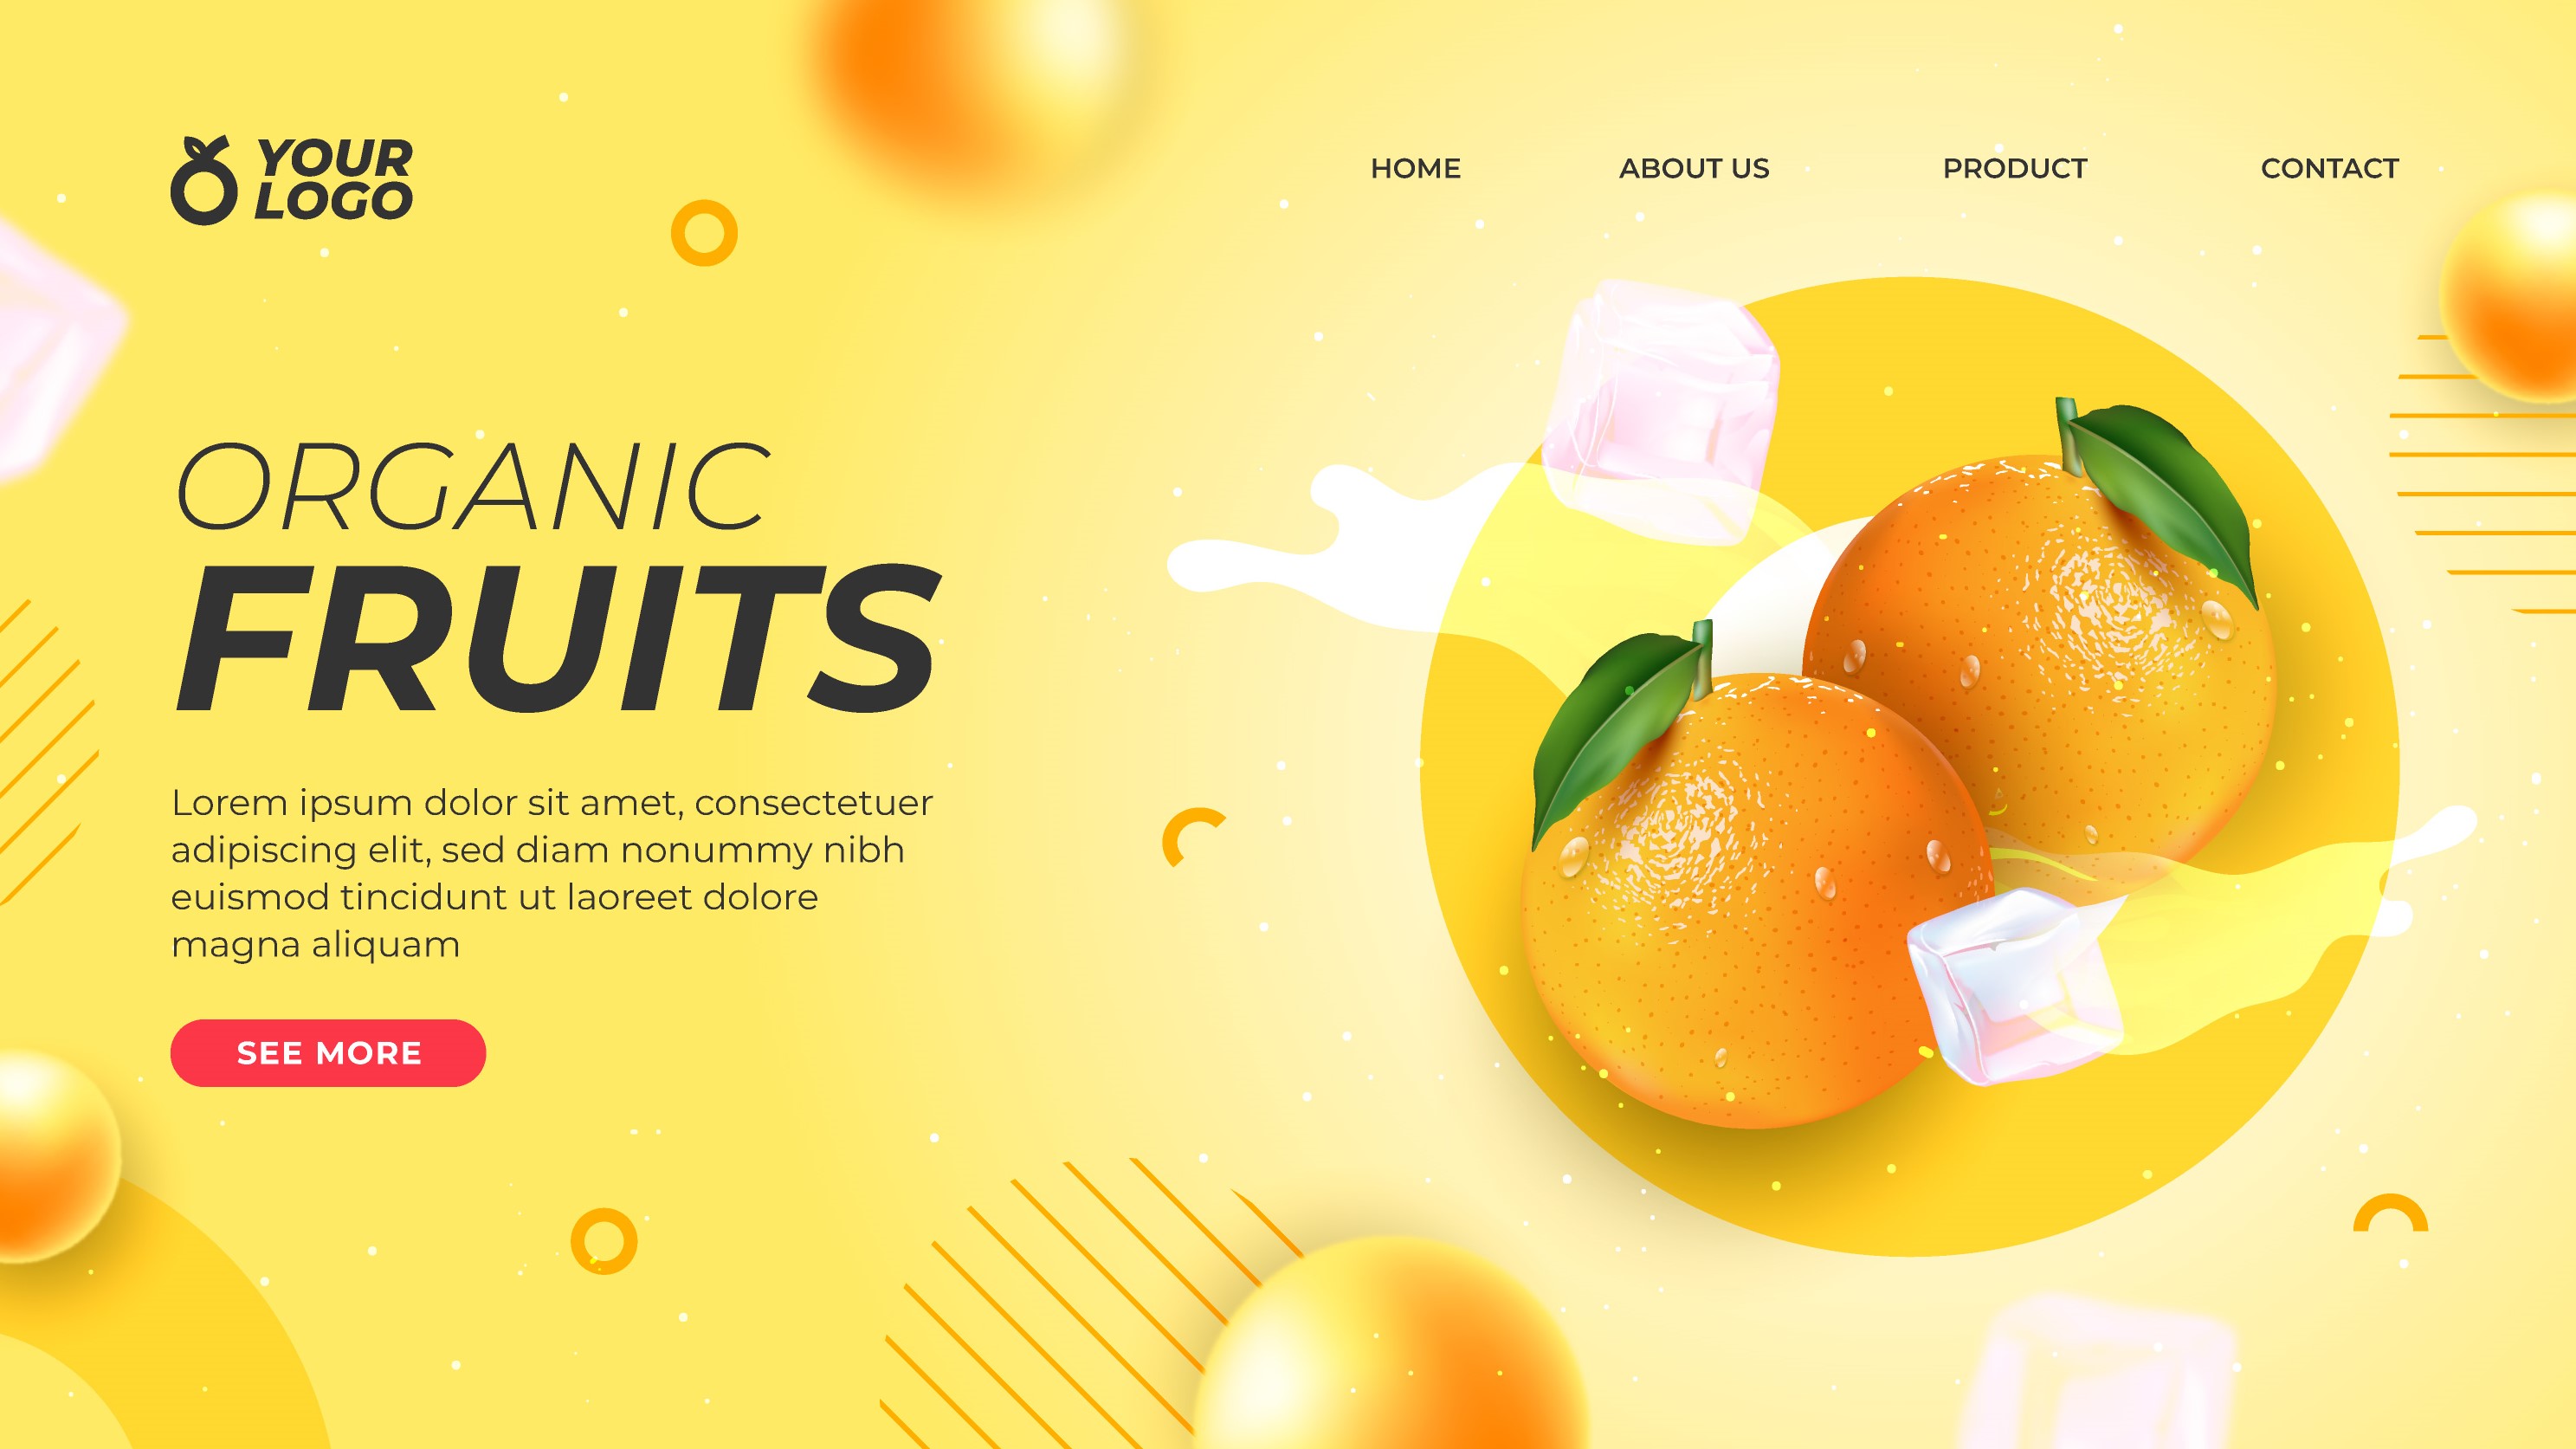 YOUR
LOGO
HOME ABOUT US PRODUCT CONTACT
ORGANIC
FRUITS
Lorem ipsum dolor sit amet, consectetuer
adipiscing elit, sed diam nonummy nibh
euismod tincidunt ut laoreet dolore
magna aliquam
SEE MORE